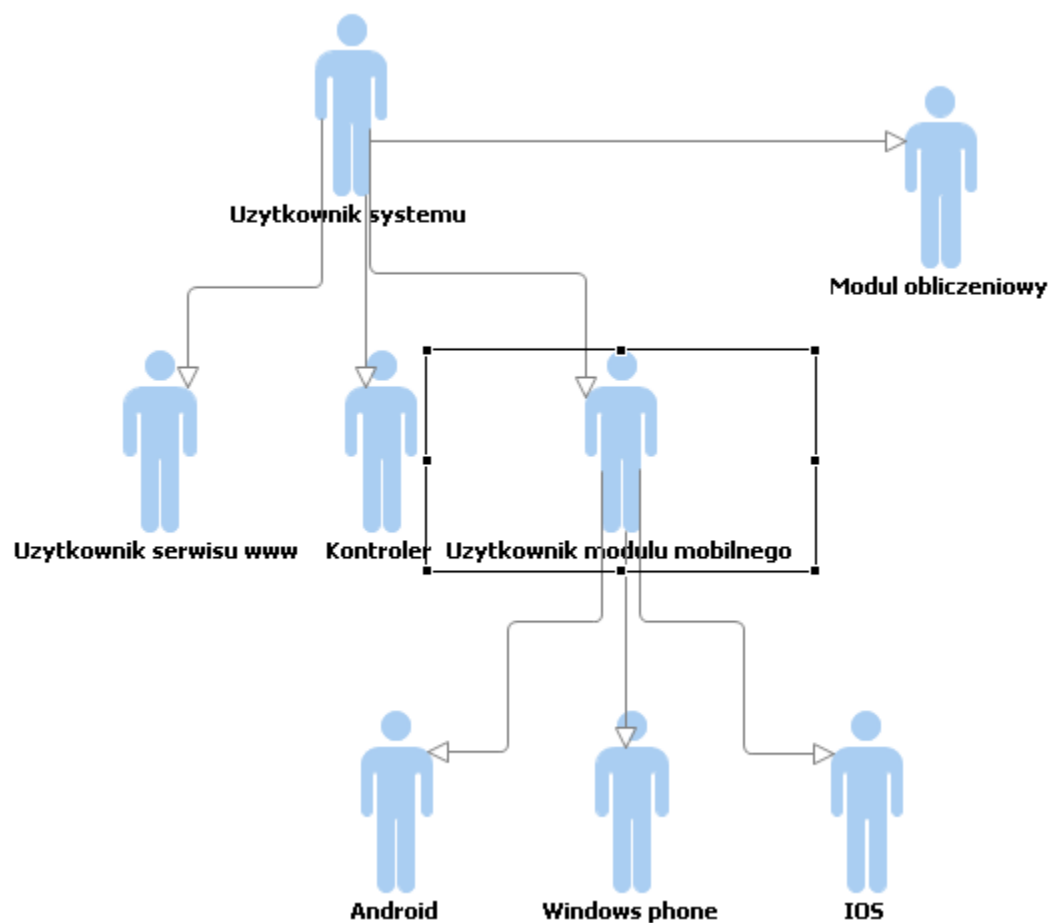 Uzytkownik systemu
Modul obliczeniowy
Uzytkownik serwisu www
Kontroler
Uzytkownik modulu mobilnego
Android
Windows phone
IOS